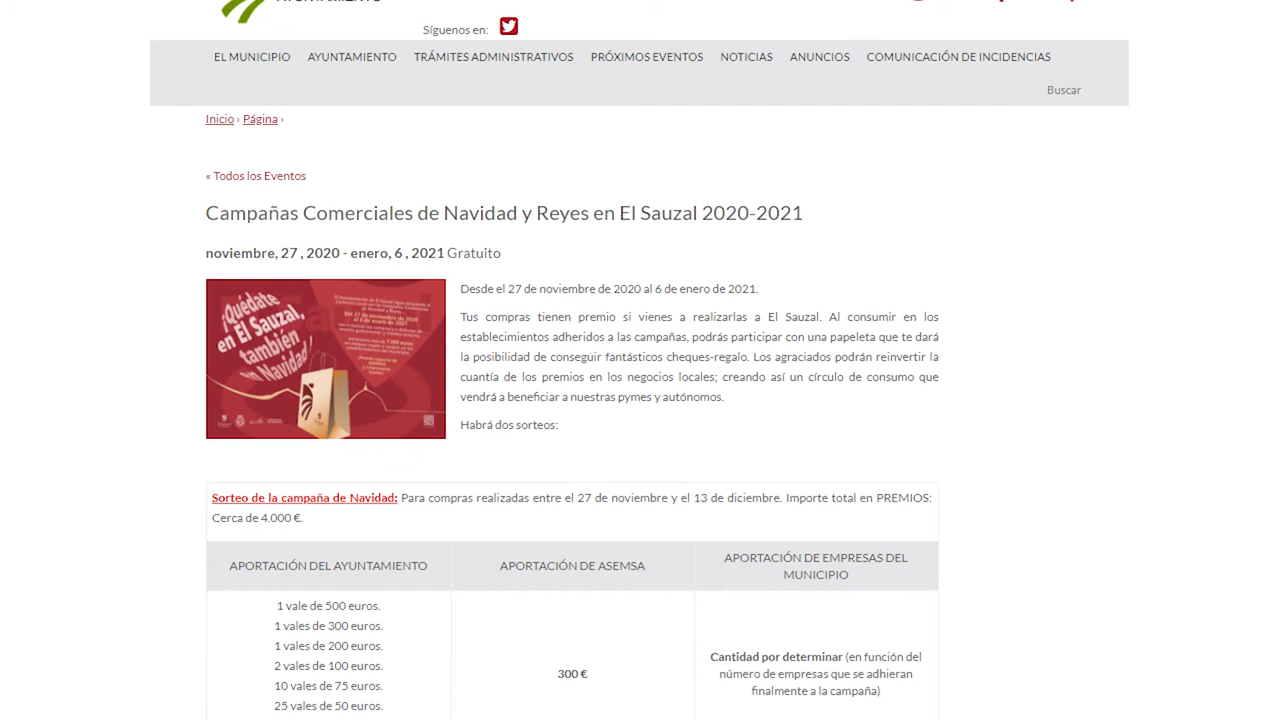 Síguenos en:
EL MUNICIPIO AYUNTAMIENTO TRÁMITES ADMINISTRATIVOS PRÓXIMOS EVENTOS NOTICIAS ANUNCIOS COMUNICACIÓN DE INCIDENCIAS
Buscar
Inicio › Página ›
« Todos los Eventos
Campañas Comerciales de Navidad y Reyes en El Sauzal 2020-2021
noviembre, 27 , 2020 - enero, 6 , 2021 Gratuito
¡Quédate
en El Sauzal,
también
en Navidad!
Desde el 27 de noviembre de 2020 al 6 de enero de 2021.
Tus compras tienen premio si vienes a realizarlas a El Sauzal. Al consumir en los
establecimientos adheridos a las campañas, podrás participar con una papeleta que te dará
la posibilidad de conseguir fantásticos cheques-regalo. Los agraciados podrán reinvertir la
cuantía de los premios en los negocios locales; creando así un círculo de consumo que
vendrá a beneficiar a nuestras pymes y autónomos.
Habrá dos sorteos:
Sorteo de la campaña de Navidad: Para compras realizadas entre el 27 de noviembre y el 13 de diciembre. Importe total en PREMIOS:
Cerca de 4.000 €.
APORTACIÓN DEL AYUNTAMIENTO
APORTACIÓN DE ASEMSA
APORTACIÓN DE EMPRESAS DEL
MUNICIPIO
1 vale de 500 euros.
1 vales de 300 euros.
1 vales de 200 euros.
2 vales de 100 euros.
10 vales de 75 euros.
25 vales de 50 euros.
300 €
Cantidad por determinar (en función del
número de empresas que se adhieran
finalmente a la campaña)